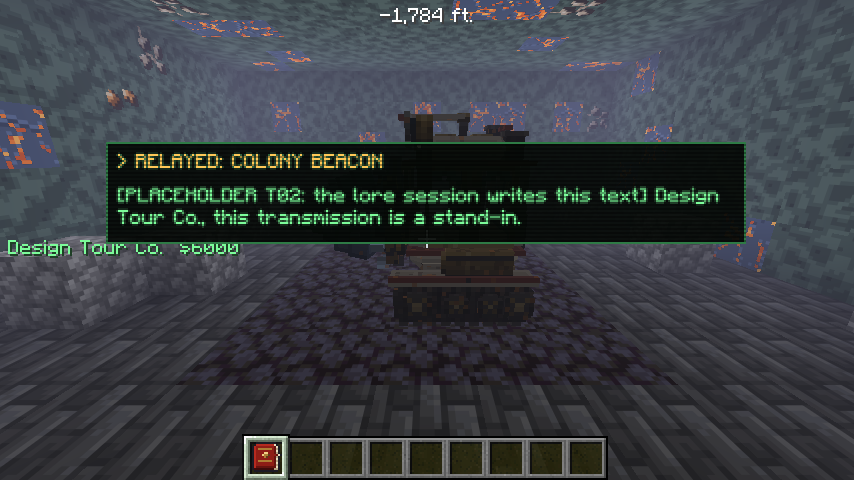 -1,784 ft.
> RELAYED: COLONY BEACON
[PLACEHOLDER T02: the lore session writes this text] Design
Tour Co., this transmission is a stand-in.
Design Tour Co. $6000